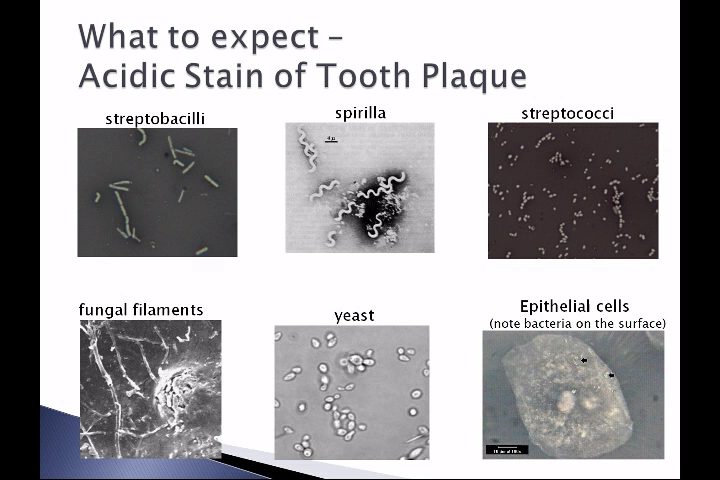 What to expect –
Acidic Stain of Tooth Plaque
streptobacilli
spirilla
streptococci
fungal filaments
yeast
Epithelial cells
(note bacteria on the surface)